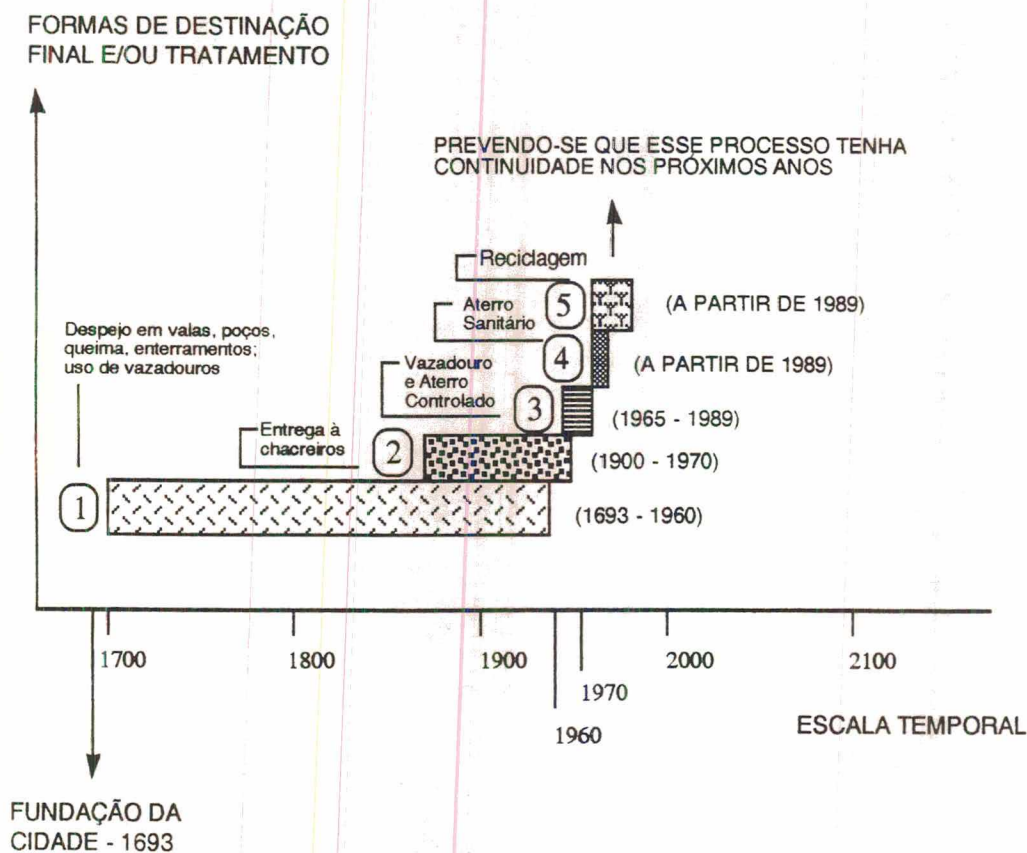 FORMAS DE DESTINAÇÃO
FINAL E/OU TRATAMENTO
PREVENDO-SE QUE ESSE PROCESSO TENHA
CONTINUIDADE NOS PRÓXIMOS ANOS
Reciclagem
5
(A PARTIR DE 1989)
Aterro
Sanitário
4
(A PARTIR DE 1989)
Despejo em valas, poços,
queima, enterramentos;
uso de vazadouros
Vazadouro
e Aterro
Controlado
3
(1965 - 1989)
Entrega à
chacreiros
2
(1900 - 1970)
1
(1693 - 1960)
1700
1800
1900
2000
2100
1970
1960
ESCALA TEMPORAL
FUNDAÇÃO DA
CIDADE - 1693